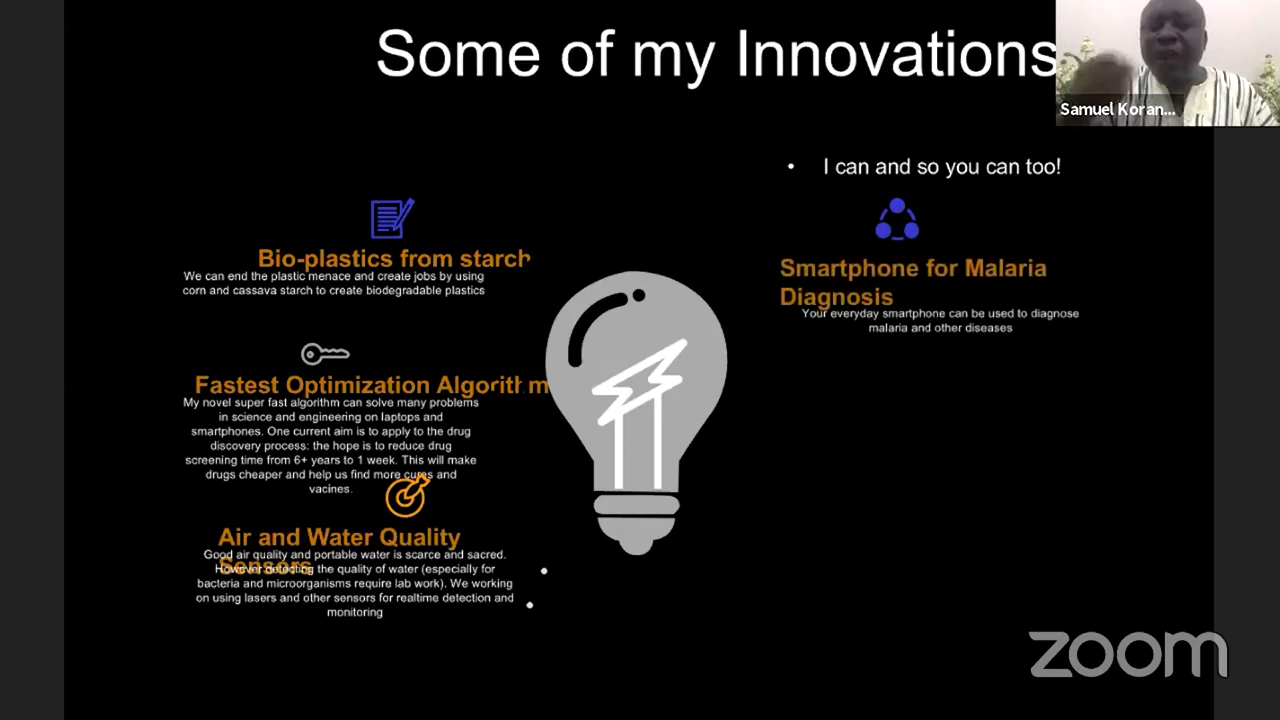 Some of my Innovations
Samuel Koran...
• I can and so you can too!
Bio-plastics from starch
We can end the plastic menace and create jobs by using
corn and cassava starch to create biodegradable plastics
Fastest Optimization Algorithm
My novel super fast algorithm can solve many problems
in science and engineering on laptops and
smartphones. One current aim is to apply to the drug
discovery process: the hope is to reduce drug
screening time from 6+ years to 1 week. This will make
drugs cheaper and help us find more cures and
vacines.
Air and Water Quality
Sensors
Good air quality and portable water is scarce and sacred.
However detecting the quality of water (especially for
bacteria and microorganisms require lab work). We working
on using lasers and other sensors for realtime detection and
monitoring
Smartphone for Malaria
Diagnosis
Your everyday smartphone can be used to diagnose
malaria and other diseases
zoom